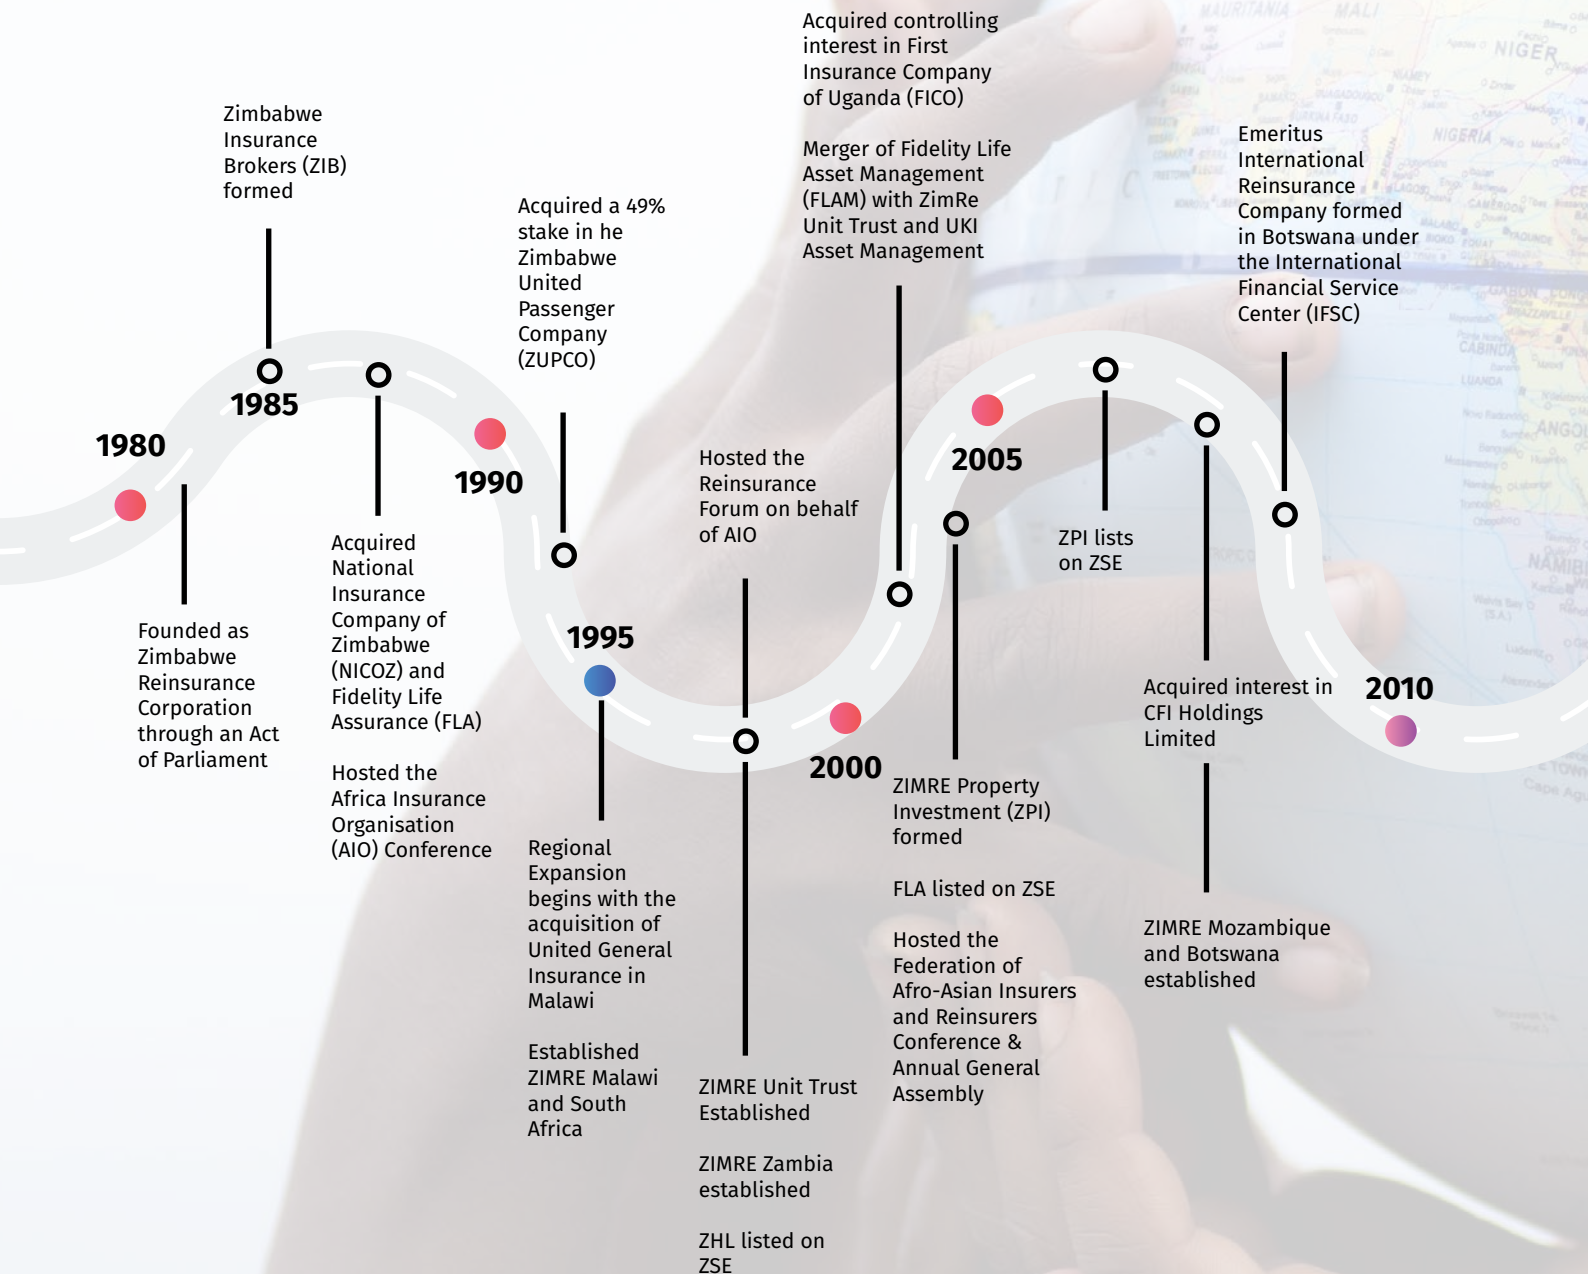 1980
Founded as
Zimbabwe
Reinsurance
Corporation
through an Act
of Parliament
Zimbabwe
Insurance
Brokers (ZIB)
formed
1985
Acquired
National
Insurance
Company of
Zimbabwe
(NICOZ) and
Fidelity Life
Assurance (FLA)
Hosted the
Africa Insurance
Organisation
(AIO) Conference
1990
Acquired a 49%
stake in he
Zimbabwe
United
Passenger
Company
(ZUPCO)
1995
Regional
Expansion
begins with the
acquisition of
United General
Insurance in
Malawi
Established
ZIMRE Malawi
and South
Africa
Hosted the
Reinsurance
Forum on behalf
of AIO
ZIMRE Unit Trust
Established
ZIMRE Zambia
established
ZHL listed on
ZSE
2000
Acquired controlling
interest in First
Insurance Company
of Uganda (FICO)
Merger of Fidelity Life
Asset Management
(FLAM) with ZimRe
Unit Trust and UKI
Asset Management
ZIMRE Property
Investment (ZPI)
formed
FLA listed on ZSE
Hosted the
Federation of
Afro-Asian Insurers
and Reinsurers
Conference &
Annual General
Assembly
2005
ZPI lists
on ZSE
Acquired interest in
CFI Holdings
Limited
ZIMRE Mozambique
and Botswana
established
Emeritus
International
Reinsurance
Company formed
in Botswana under
the International
Financial Service
Center (IFSC)
2010
MAURITANIA
MALI
NIGER
NIGERIA
CABINDA
LUANDA